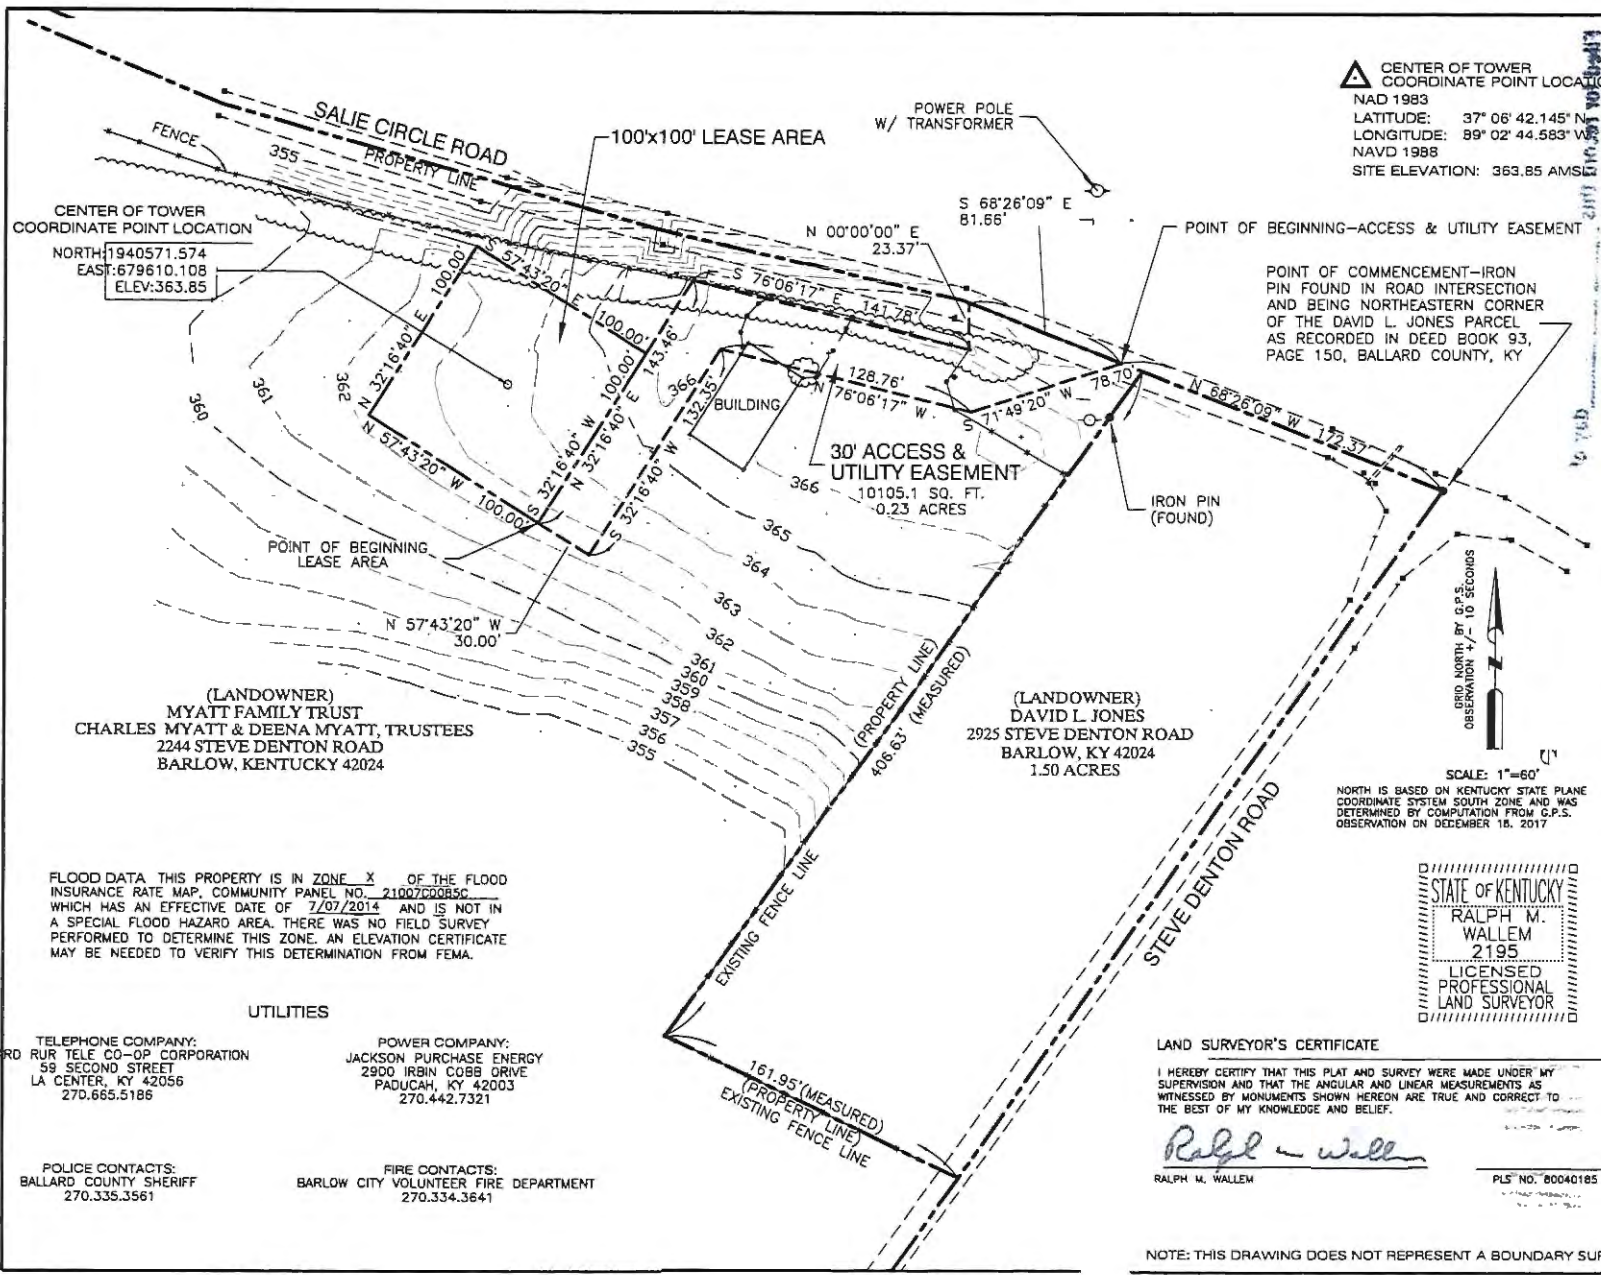 CENTER OF TOWER
COORDINATE POINT
NAD 1983
LATITUDE: 37° 06' 42.145" N
LONGITUDE: 89° 02' 44.583" W
NAVD 1988
SITE ELEVATION: 363.85 AMSL
SALIE CIRCLE ROAD
PROPERTY LINE
FENCE
355
100'x100' LEASE AREA
POWER POLE
W/ TRANSFORMER
CENTER OF TOWER
COORDINATE POINT LOCATION
NORTH:1940571.574
EAST:679610.108
ELEV:363.85
S 68°26'09" E
81.66'
N 00°00'00" E
23.37'
POINT OF BEGINNING-ACCESS & UTILITY EASEMENT
POINT OF COMMENCEMENT-IRON
PIN FOUND IN ROAD INTERSECTION
AND BEING NORTHEASTERN CORNER
OF THE DAVID L. JONES PARCEL
AS RECORDED IN DEED BOOK 93,
PAGE 150, BALLARD COUNTY, KY
S 57°43'20" E
100.00'
N 32°16'40" E
100.00'
S 76°06'17" E 141.78'
143.46'
N 32°16'40" E
S 32°16'40" W
100.00'
N 57°43'20" W
100.00'
132.35'
S 32°16'40" W
128.76'
N 76°06'17" W
S 71°49'20" W
78.70'
N 68°26'09" W 172.37'
BUILDING
30' ACCESS &
UTILITY EASEMENT
10105.1 SQ. FT.
0.23 ACRES
IRON PIN
(FOUND)
360
361
362
366
366
365
364
363
362
361
360
359
358
357
356
355
POINT OF BEGINNING
LEASE AREA
N 57°43'20" W
30.00'
(LANDOWNER)
MYATT FAMILY TRUST
CHARLES MYATT & DEENA MYATT, TRUSTEES
2244 STEVE DENTON ROAD
BARLOW, KENTUCKY 42024
(PROPERTY LINE)
406.63' (MEASURED)
(LANDOWNER)
DAVID L. JONES
2925 STEVE DENTON ROAD
BARLOW, KY 42024
1.50 ACRES
GRID NORTH BY G.P.S.
OBSERVATION +/- 10 SECONDS
N
SCALE: 1"=60'
NORTH IS BASED ON KENTUCKY STATE PLANE
COORDINATE SYSTEM SOUTH ZONE AND WAS
DETERMINED BY COMPUTATION FROM G.P.S.
OBSERVATION ON DECEMBER 18, 2017
STEVE DENTON ROAD
EXISTING FENCE LINE
FLOOD DATA THIS PROPERTY IS IN ZONE X OF THE FLOOD
INSURANCE RATE MAP, COMMUNITY PANEL NO. 21007C0085C
WHICH HAS AN EFFECTIVE DATE OF 7/07/2014 AND IS NOT IN
A SPECIAL FLOOD HAZARD AREA. THERE WAS NO FIELD SURVEY
PERFORMED TO DETERMINE THIS ZONE. AN ELEVATION CERTIFICATE
MAY BE NEEDED TO VERIFY THIS DETERMINATION FROM FEMA.
STATE OF KENTUCKY
RALPH M.
WALLEM
2195
LICENSED
PROFESSIONAL
LAND SURVEYOR
UTILITIES
TELEPHONE COMPANY:
RD RUR TELE CO-OP CORPORATION
59 SECOND STREET
LA CENTER, KY 42056
270.665.5186
POWER COMPANY:
JACKSON PURCHASE ENERGY
2900 IRBIN COBB DRIVE
PADUCAH, KY 42003
270.442.7321
161.95' (MEASURED)
(PROPERTY LINE)
EXISTING FENCE LINE
LAND SURVEYOR'S CERTIFICATE
I HEREBY CERTIFY THAT THIS PLAT AND SURVEY WERE MADE UNDER MY
SUPERVISION AND THAT THE ANGULAR AND LINEAR MEASUREMENTS AS
WITNESSED BY MONUMENTS SHOWN HEREON ARE TRUE AND CORRECT TO
THE BEST OF MY KNOWLEDGE AND BELIEF.
Ralph m Wallem
RALPH M. WALLEM
PLS NO. 80040185
POLICE CONTACTS:
BALLARD COUNTY SHERIFF
270.335.3561
FIRE CONTACTS:
BARLOW CITY VOLUNTEER FIRE DEPARTMENT
270.334.3641
NOTE: THIS DRAWING DOES NOT REPRESENT A BOUNDARY